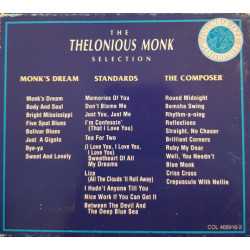 THE
THELONIOUS MONK
SELECTION
MONK'S DREAM
Monk's Dream
Body And Soul
Bright Mississippi
Five Spot Blues
Bolivar Blues
Just A Gigolo
Bye-ya
Sweet And Lovely
STANDARDS
Memories Of You
Don't Blame Me
Just You, Just Me
I'm Confessin'
(That I Love You)
Tea For Two
(I Love You, I Love You,
I Love You)
Sweetheart Of All
My Dreams
Liza
(All The Clouds 'll Roll Away)
I Hadn't Anyone Till You
Nice Work If You Can Get It
Between The Devil And
The Deep Blue Sea
THE COMPOSER
Round Midnight
Bemsha Swing
Rhythm-a-ning
Reflections
Straight, No Chaser
Brilliant Corners
Ruby My Dear
Well, You Needn't
Blue Monk
Criss Cross
Crepuscule With Nellie